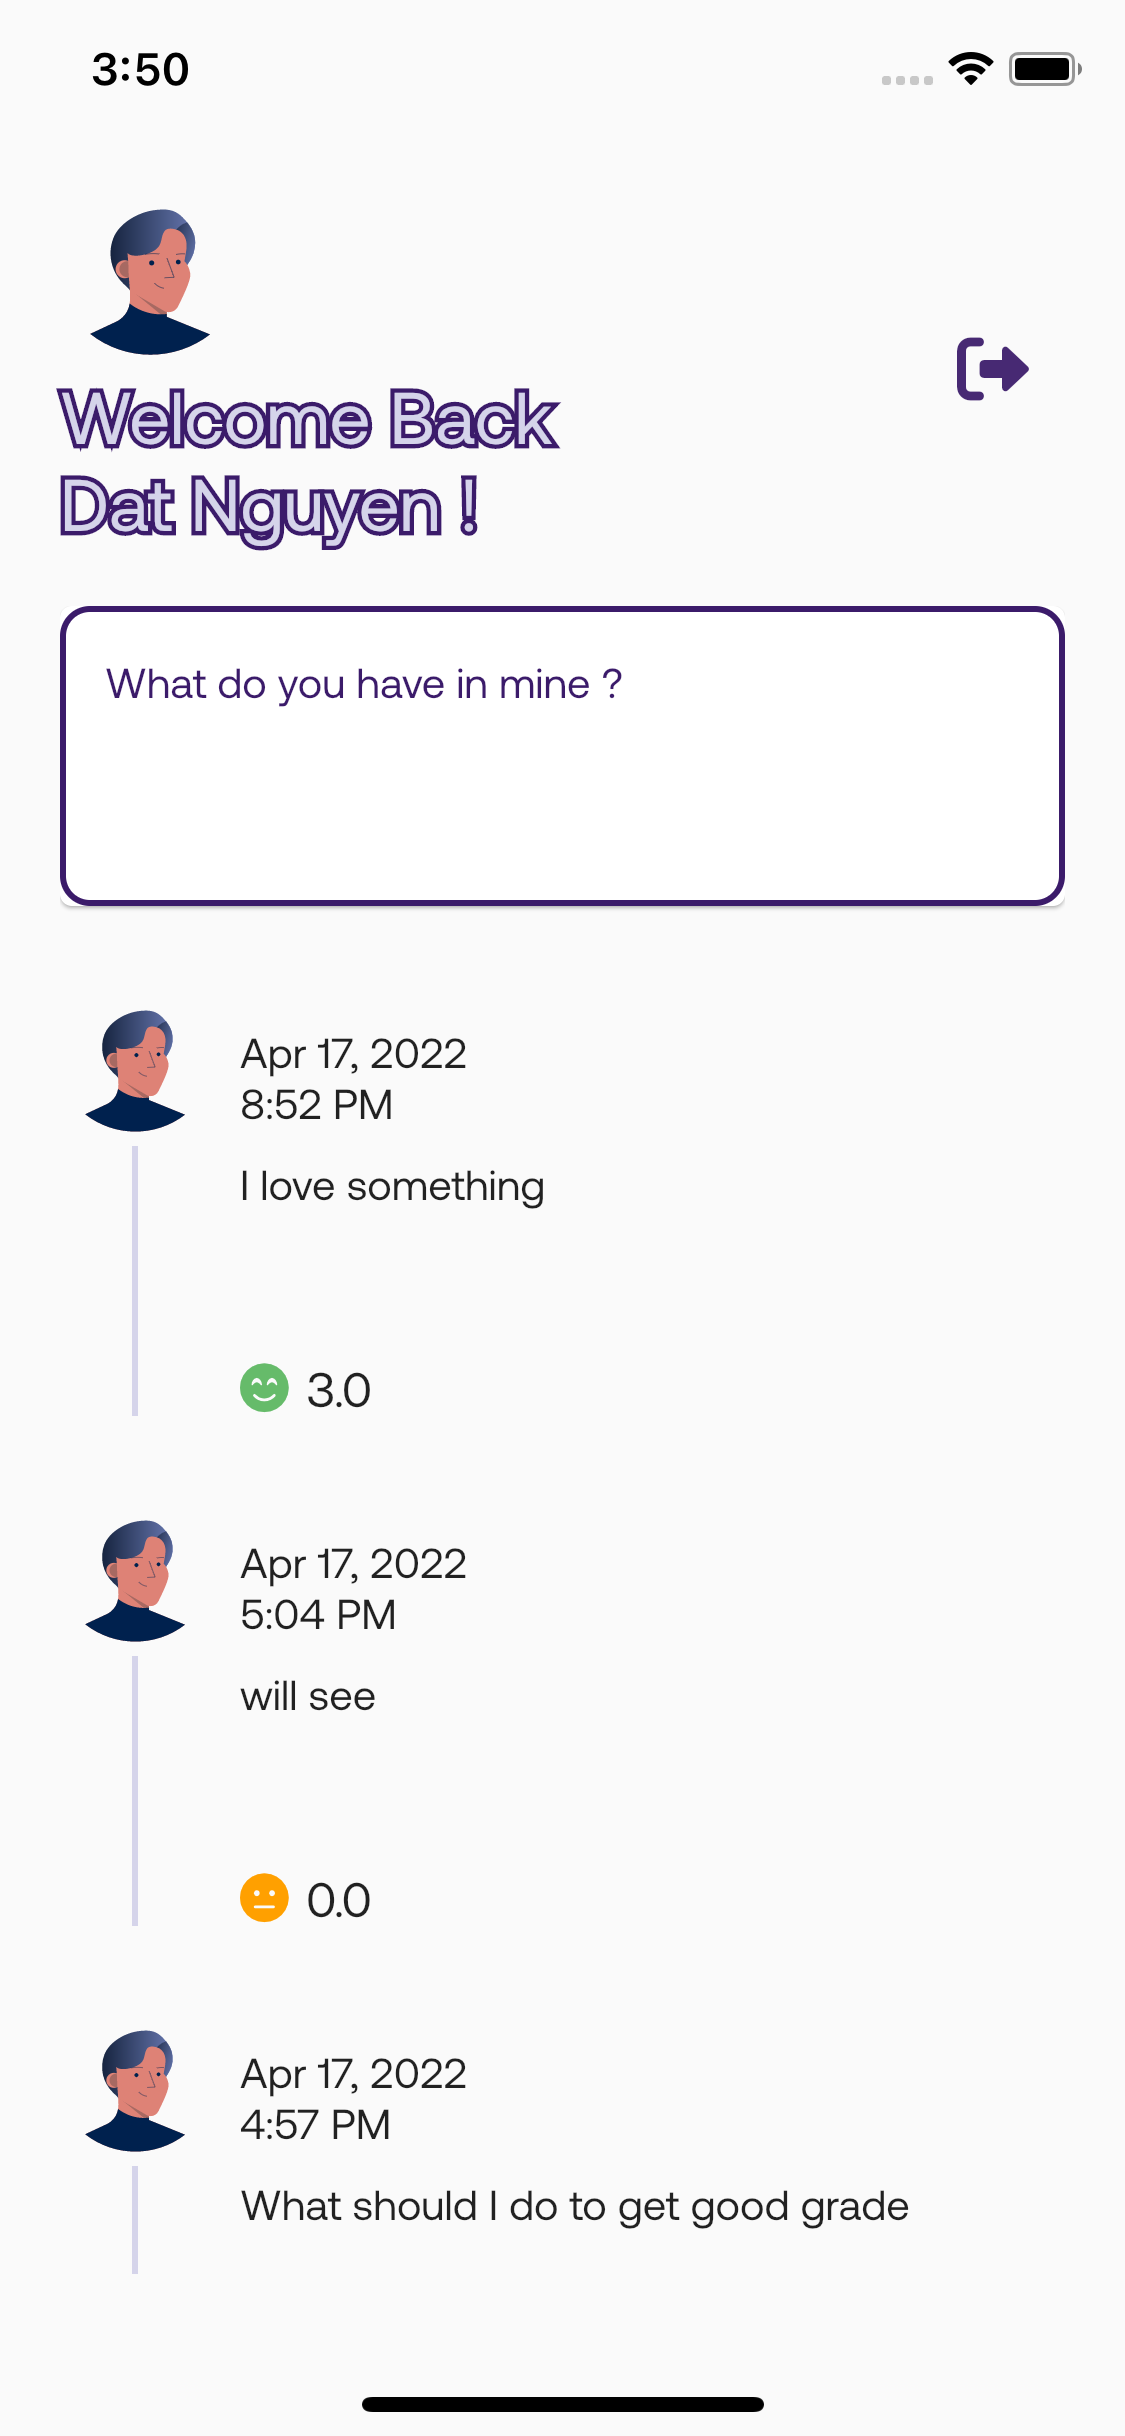 3:50
Welcome Back
Dat Nguyen !
What do you have in mine ?
Apr 17, 2022
8:52 PM
I love something
3.0
Apr 17, 2022
5:04 PM
will see
0.0
Apr 17, 2022
4:57 PM
What should I do to get good grade